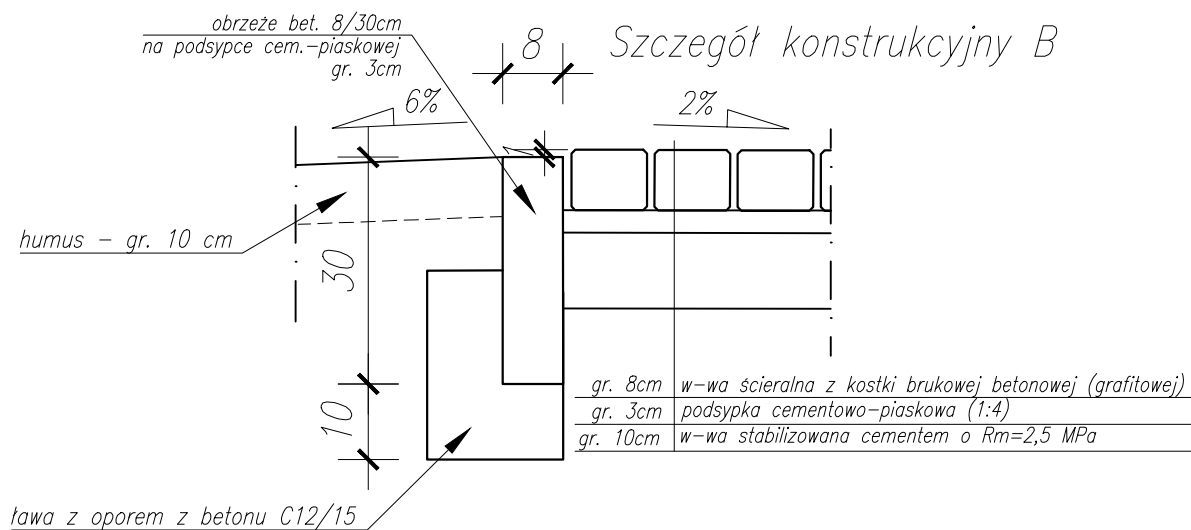 obrzeże bet. 8/30cm
na podsypce cem.-piaskowej
gr. 3cm
8
Szczegół konstrukcyjny B
6%
2%
1
humus - gr. 10 cm
30
10
gr. 8cm w-wa ścieralna z kostki brukowej betonowej (grafitowej)
gr. 3cm podsypka cementowo-piaskowa (1:4)
gr. 10cm w-wa stabilizowana cementem o Rm=2,5 MPa
ława z oporem z betonu C12/15